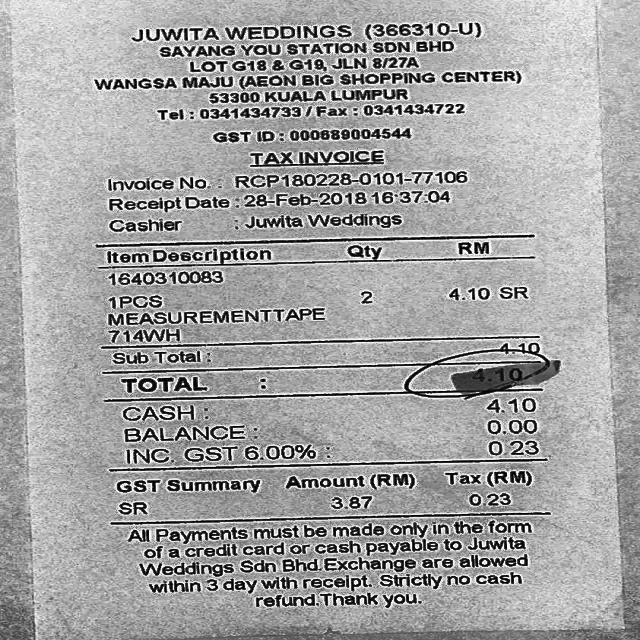 JUWITA WEDDINGS (366310-U)
SAYANG YOU STATION SDN BHD
LOT G18 & G19, JLN 8/27A
WANGSA MAJU (AEON BIG SHOPPING CENTER)
53300 KUALA LUMPUR
Tel : 0341434733 / Fax : 0341434722
GST ID : 000689004544
TAX INVOICE
Invoice No. : RCP180228-0101-77106
Receipt Date : 28-Feb-2018 16:37:04
Cashier : Juwita Weddings
Item Description Qty RM
1640310083
1PCS 2 4.10 SR
MEASUREMENTTAPE
714WH
Sub Total : 4.10
TOTAL : 4.10
CASH : 4.10
BALANCE : 0.00
INC. GST 6.00% : 0.23
GST Summary Amount (RM) Tax (RM)
SR 3.87 0.23
All Payments must be made only in the form
of a credit card or cash payable to Juwita
Weddings Sdn Bhd.Exchange are allowed
within 3 day with receipt. Strictly no cash
refund.Thank you.